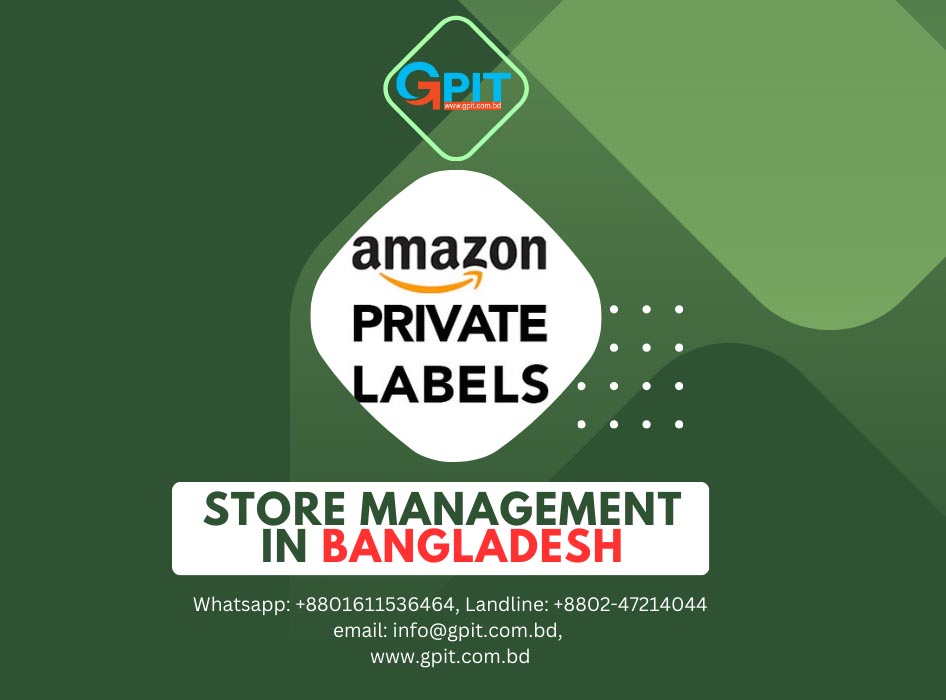 GPIT
www.gpit.com.bd
amazon
PRIVATE
LABELS
STORE MANAGEMENT
IN BANGLADESH
Whatsapp: +8801611536464, Landline: +8802-47214044
email: info@gpit.com.bd,
www.gpit.com.bd